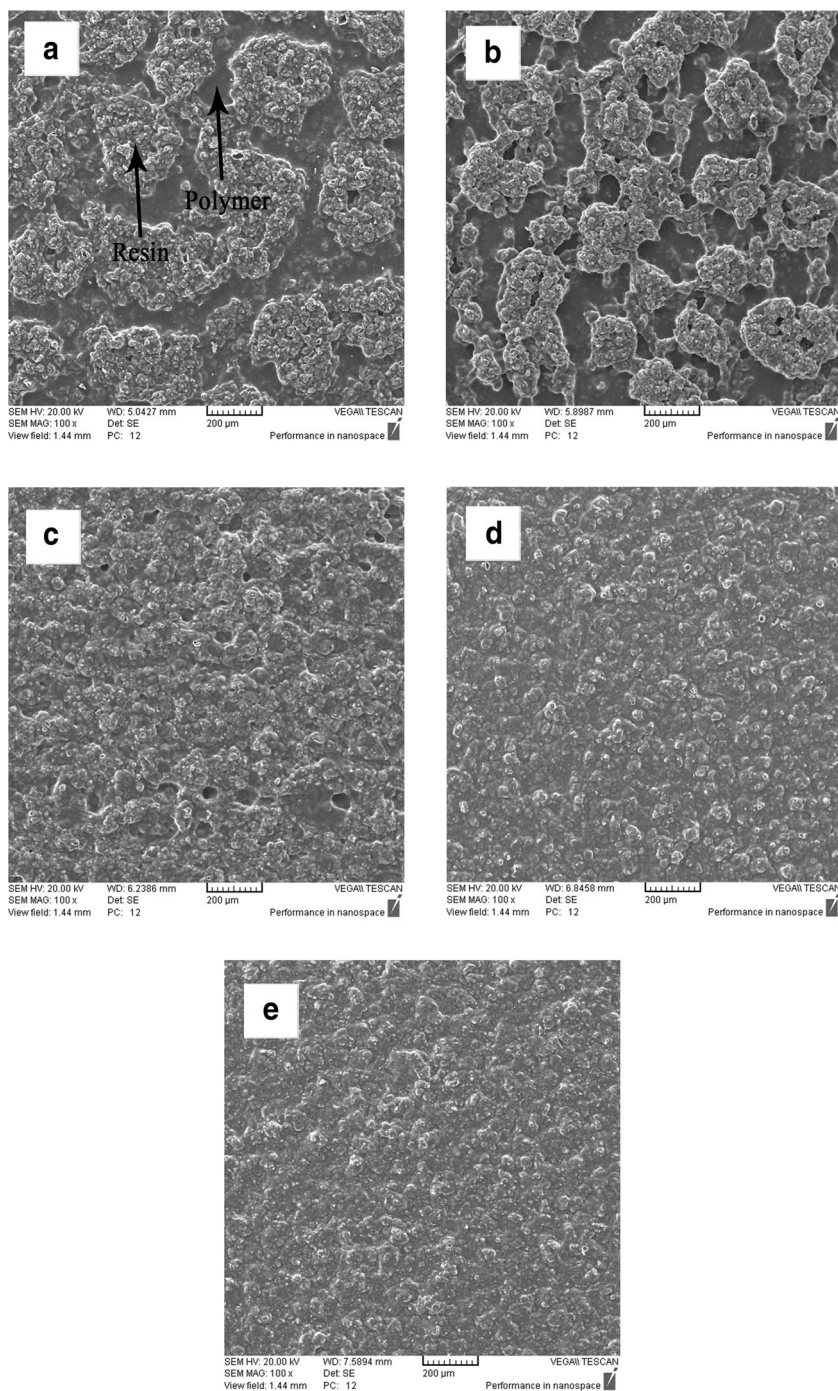 a
Polymer
Resin
SEM HV: 20.00 kV WD: 5.0427 mm VEGA\\ TESCAN
SEM MAG: 100 x Det: SE 200 µm
View field: 1.44 mm PC: 12 Performance in nanospace
b
SEM HV: 20.00 kV WD: 5.8987 mm VEGA\\ TESCAN
SEM MAG: 100 x Det: SE 200 µm
View field: 1.44 mm PC: 12 Performance in nanospace
c
SEM HV: 20.00 kV WD: 6.2386 mm VEGA\\ TESCAN
SEM MAG: 100 x Det: SE 200 µm
View field: 1.44 mm PC: 12 Performance in nanospace
d
SEM HV: 20.00 kV WD: 6.8458 mm VEGA\\ TESCAN
SEM MAG: 100 x Det: SE 200 µm
View field: 1.44 mm PC: 12 Performance in nanospace
e
SEM HV: 20.00 kV WD: 7.5894 mm VEGA\\ TESCAN
SEM MAG: 100 x Det: SE 200 µm
View field: 1.44 mm PC: 12 Performance in nanospace